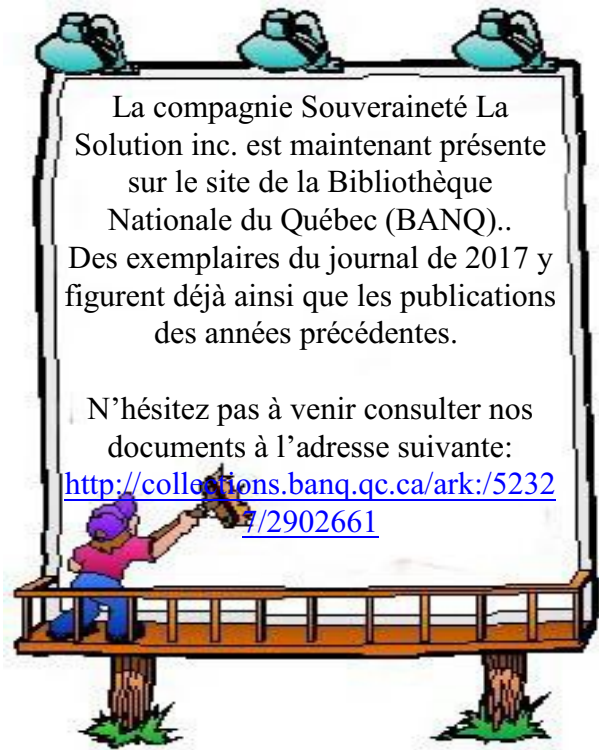 La compagnie Souveraineté La
Solution inc. est maintenant présente
sur le site de la Bibliothèque
Nationale du Québec (BANQ)..
Des exemplaires du journal de 2017 y
figurent déjà ainsi que les publications
des années précédentes.
N’hésitez pas à venir consulter nos
documents à l’adresse suivante:
http://collections.banq.qc.ca/ark:/5232
7/2902661